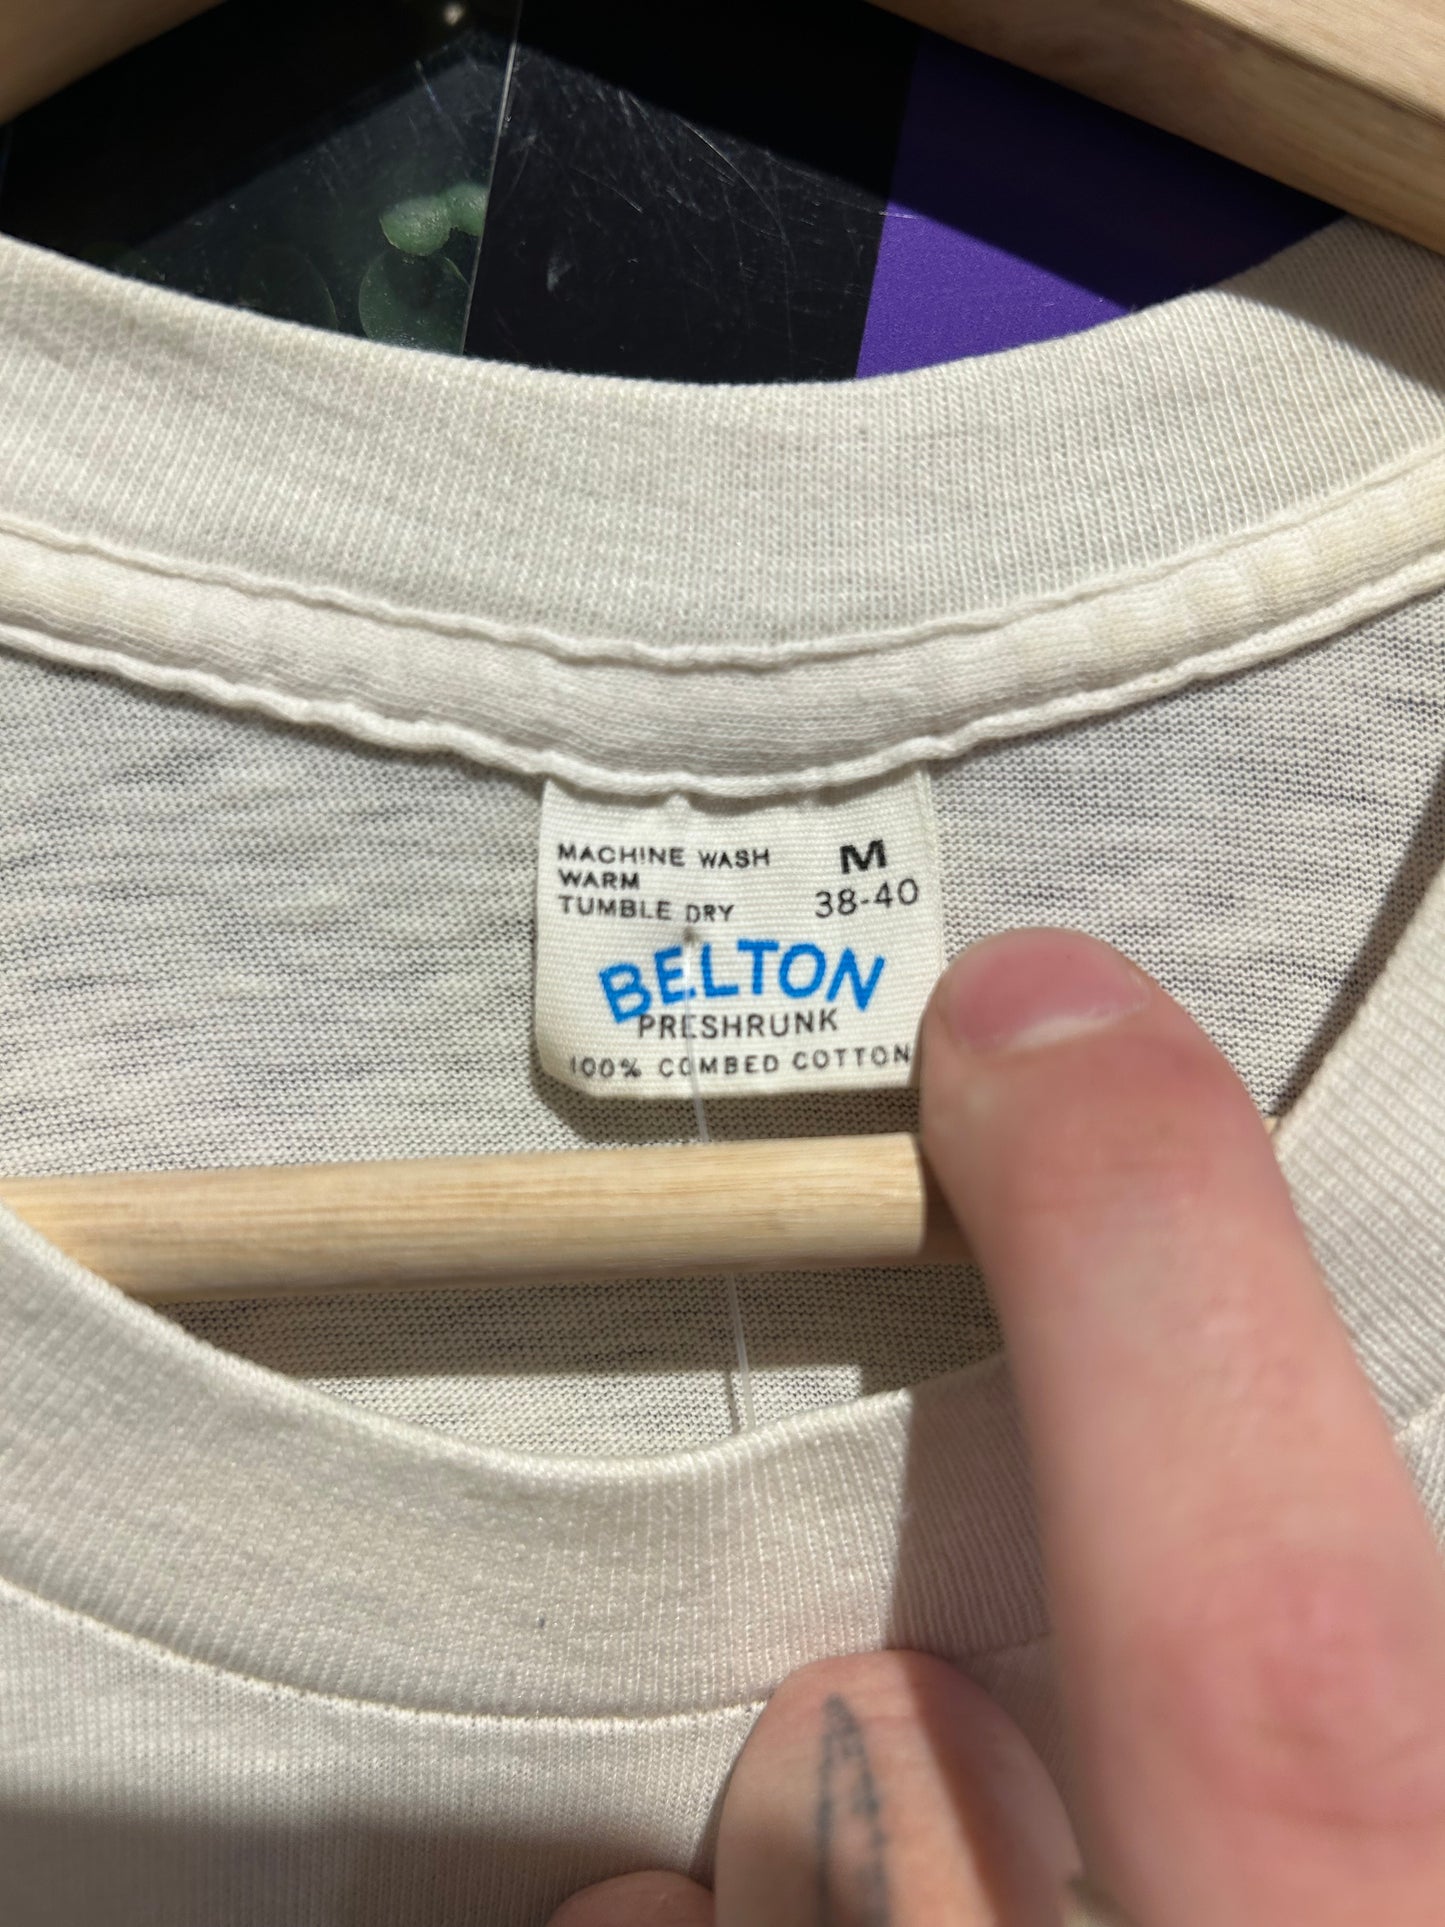 MACHINE WASH
WARM
TUMBLE DRY
M
38-40
BELTON
PRESHRUNK
100% COMBED COTTON